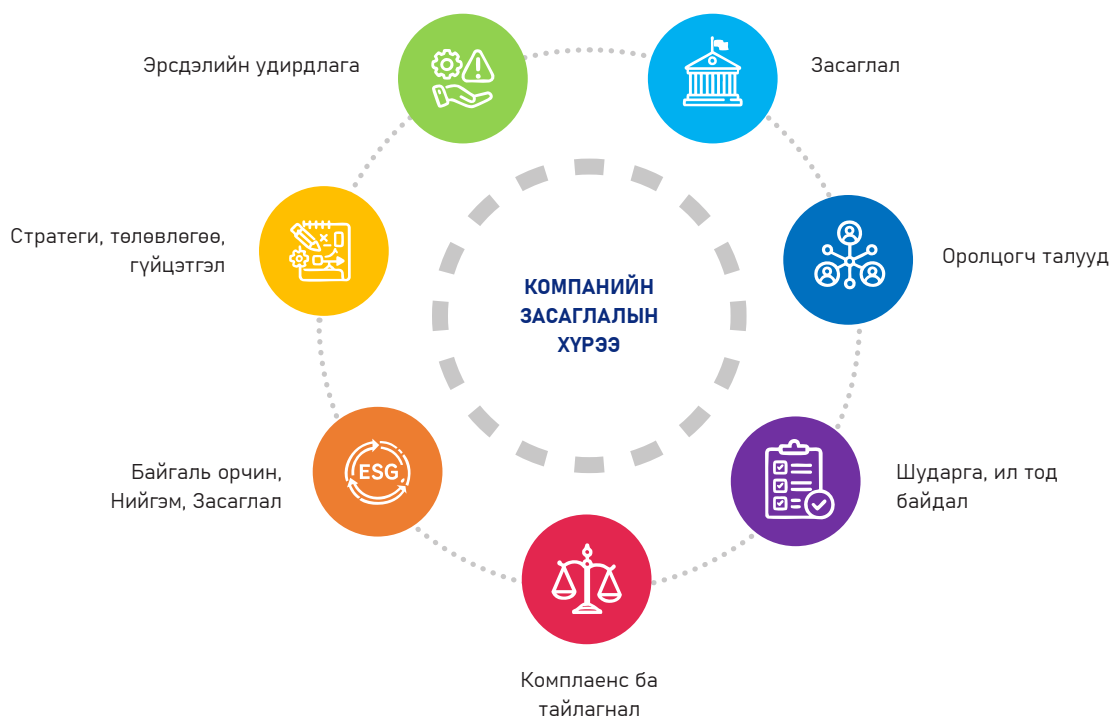 Эрсдэлийн удирдлага
Засаглал
Стратеги, төлөвлөгөө,
гүйцэтгэл
Оролцогч талууд
КОМПАНИЙН
ЗАСАГЛАЛЫН
ХҮРЭЭ
Байгаль орчин,
Нийгэм, Засаглал
ESG
Шударга, ил тод
байдал
Комплаенс ба
тайлагнал